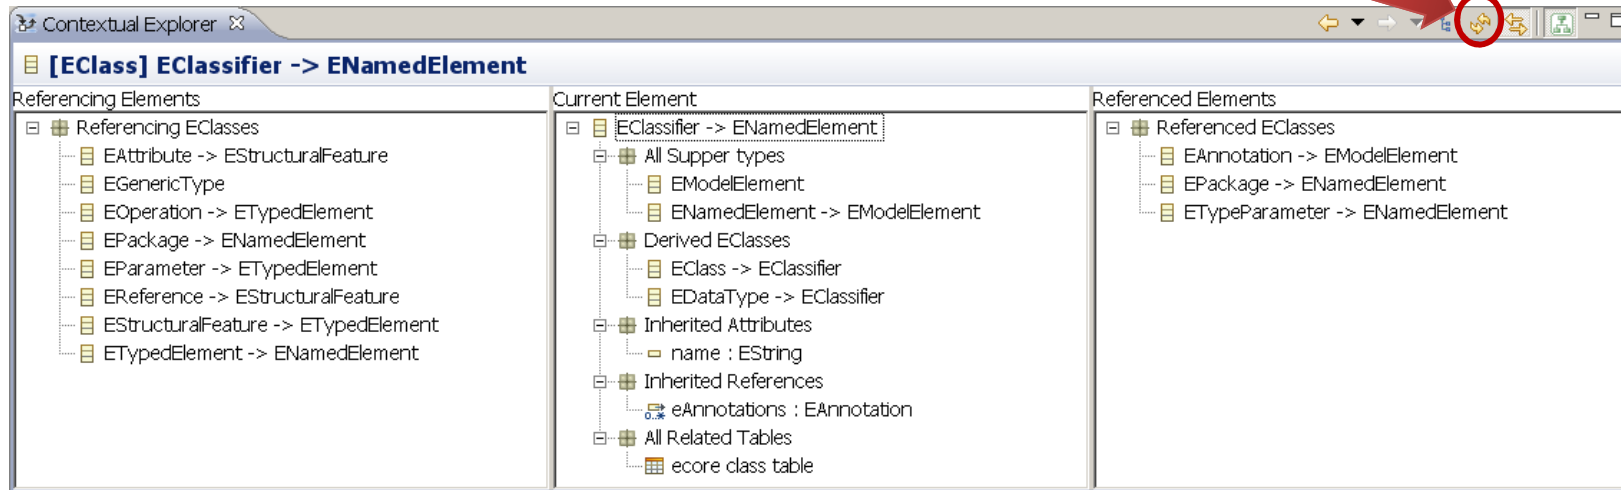 Contextual Explorer
[EClass] EClassifier -> ENamedElement
Referencing Elements
Referencing EClasses
EAttribute -> EStructuralFeature
EGenericType
EOperation -> ETypedElement
EPackage -> ENamedElement
EParameter -> ETypedElement
EReference -> EStructuralFeature
EStructuralFeature -> ETypedElement
ETypedElement -> ENamedElement
Current Element
EClassifier -> ENamedElement
All Supper types
EModelElement
ENamedElement -> EModelElement
Derived EClasses
EClass -> EClassifier
EDataType -> EClassifier
Inherited Attributes
name : EString
Inherited References
0..* eAnnotations : EAnnotation
All Related Tables
ecore class table
Referenced Elements
Referenced EClasses
EAnnotation -> EModelElement
EPackage -> ENamedElement
ETypeParameter -> ENamedElement